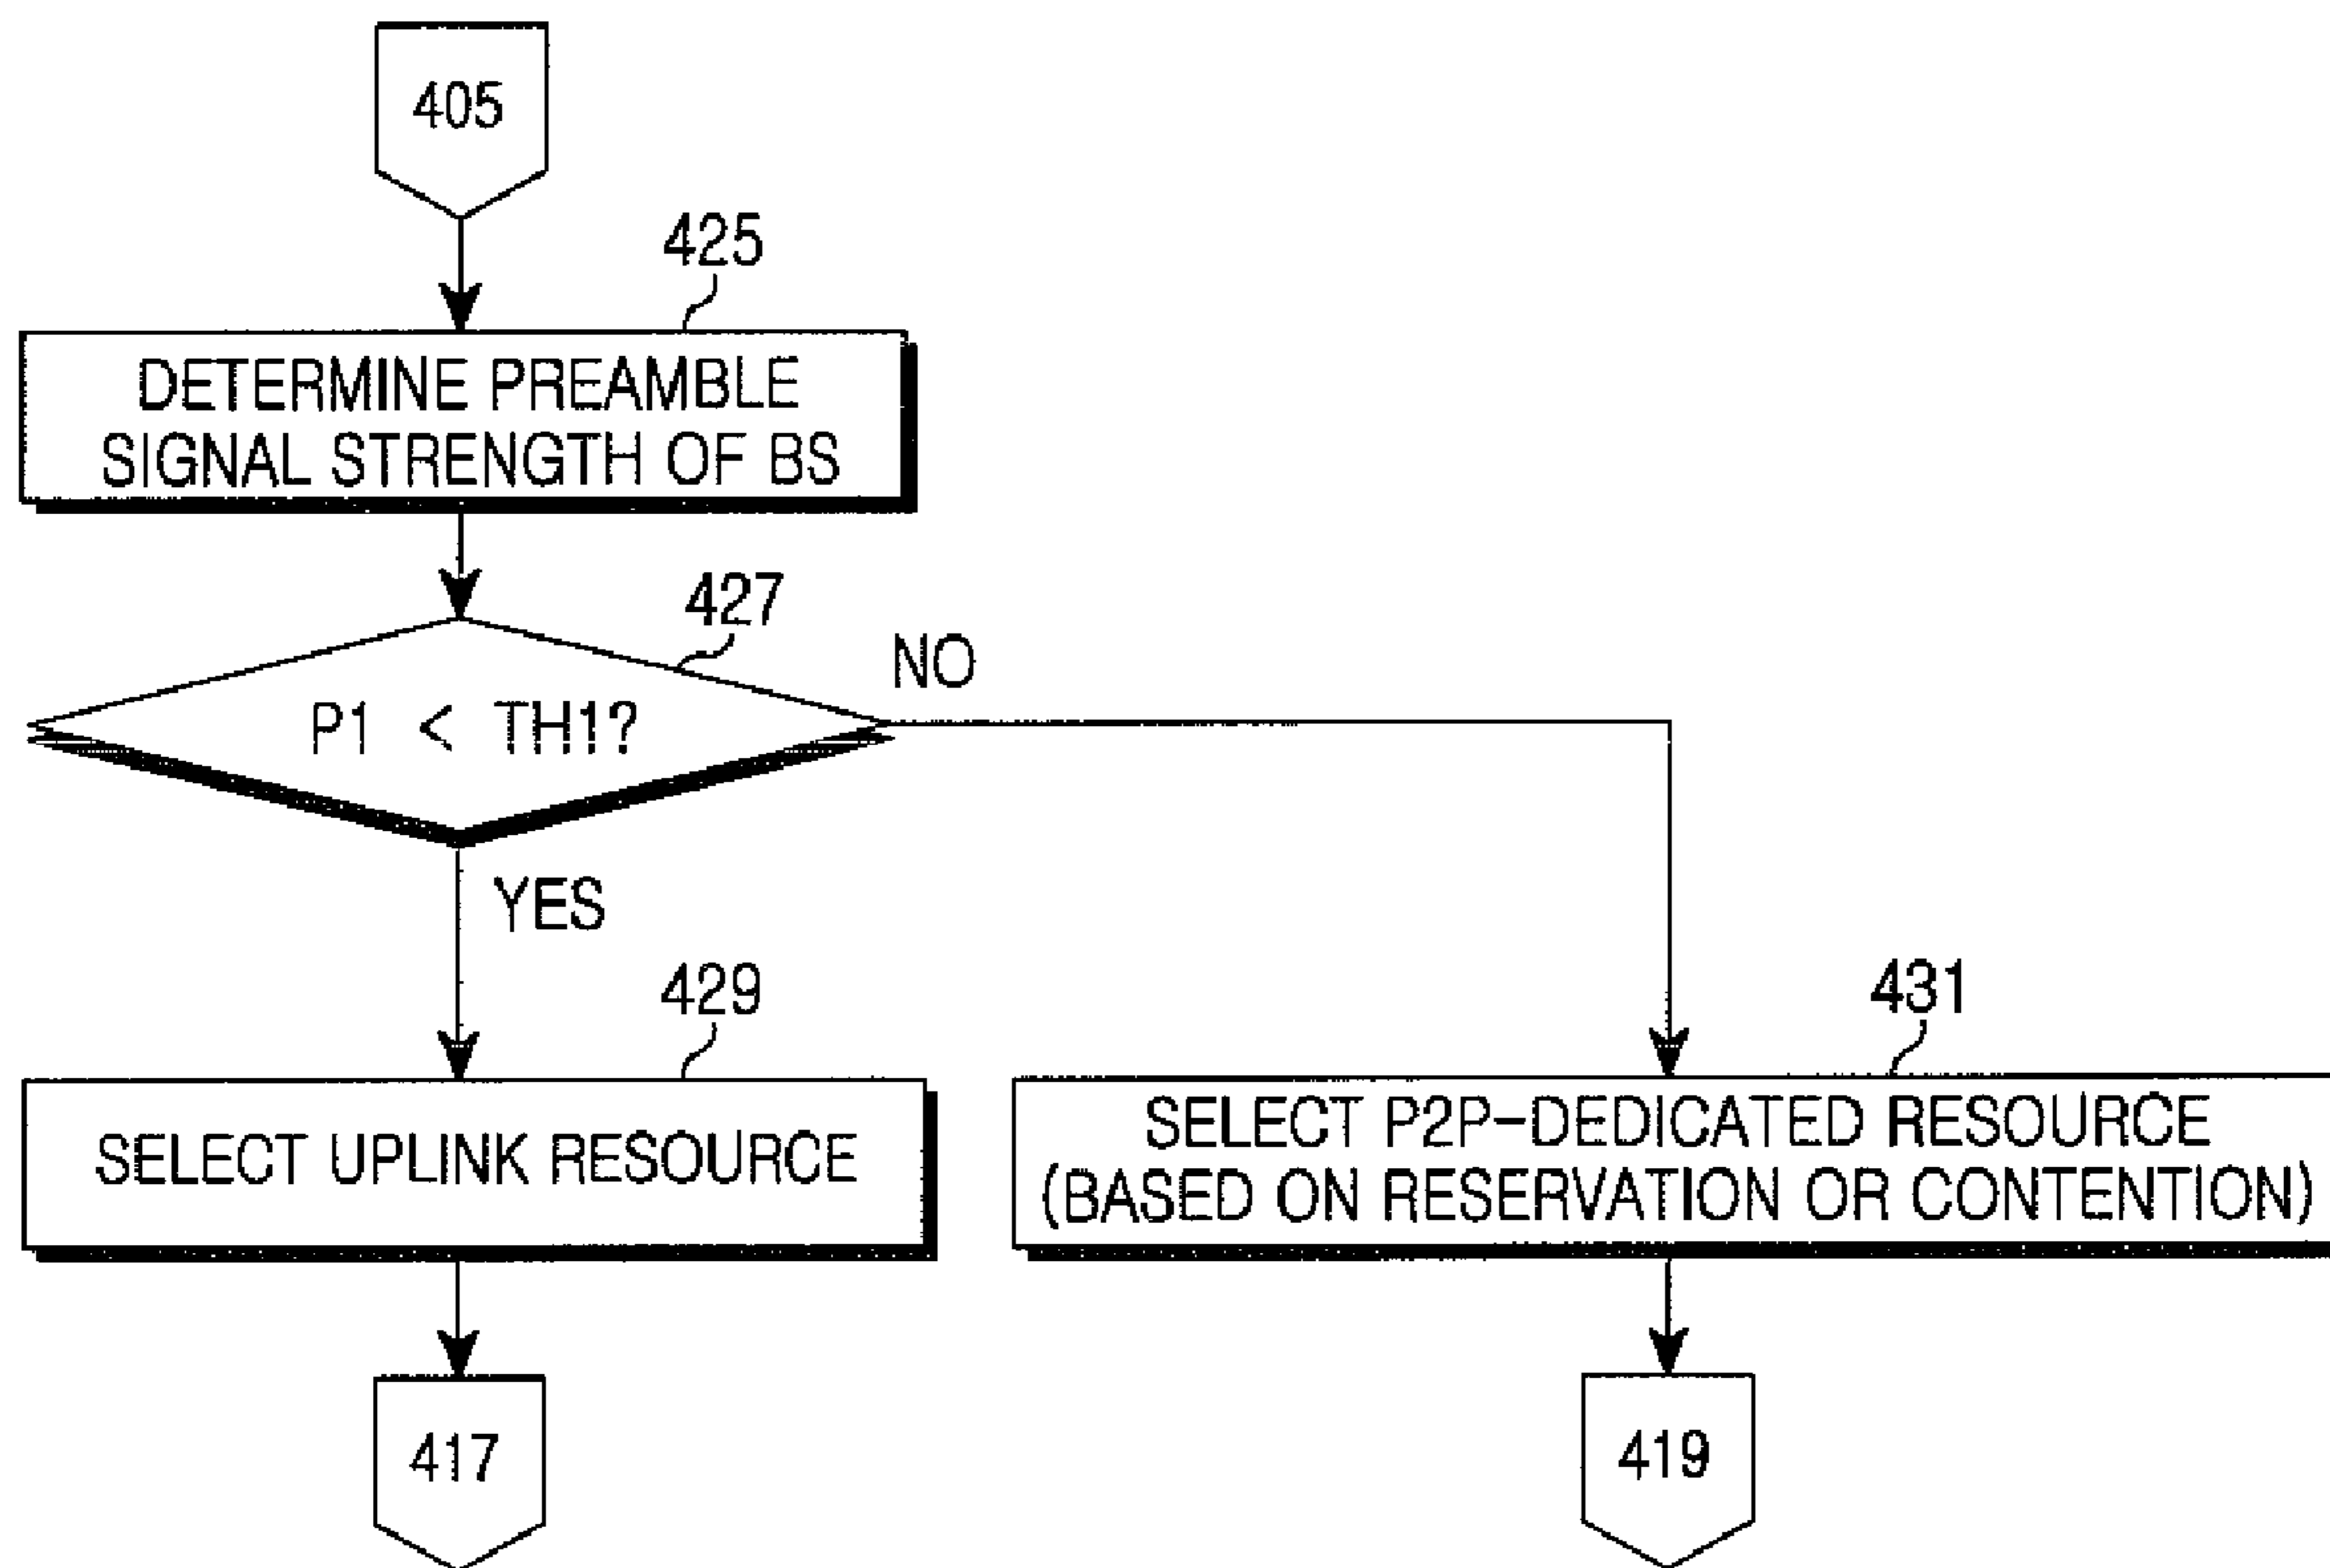 405
425
DETERMINE PREAMBLE
SIGNAL STRENGTH OF BS
427
NO
P1 < TH1?
YES
429
431
SELECT UPLINK RESOURCE
SELECT P2P-DEDICATED RESOURCE
(BASED ON RESERVATION OR CONTENTION)
417
419